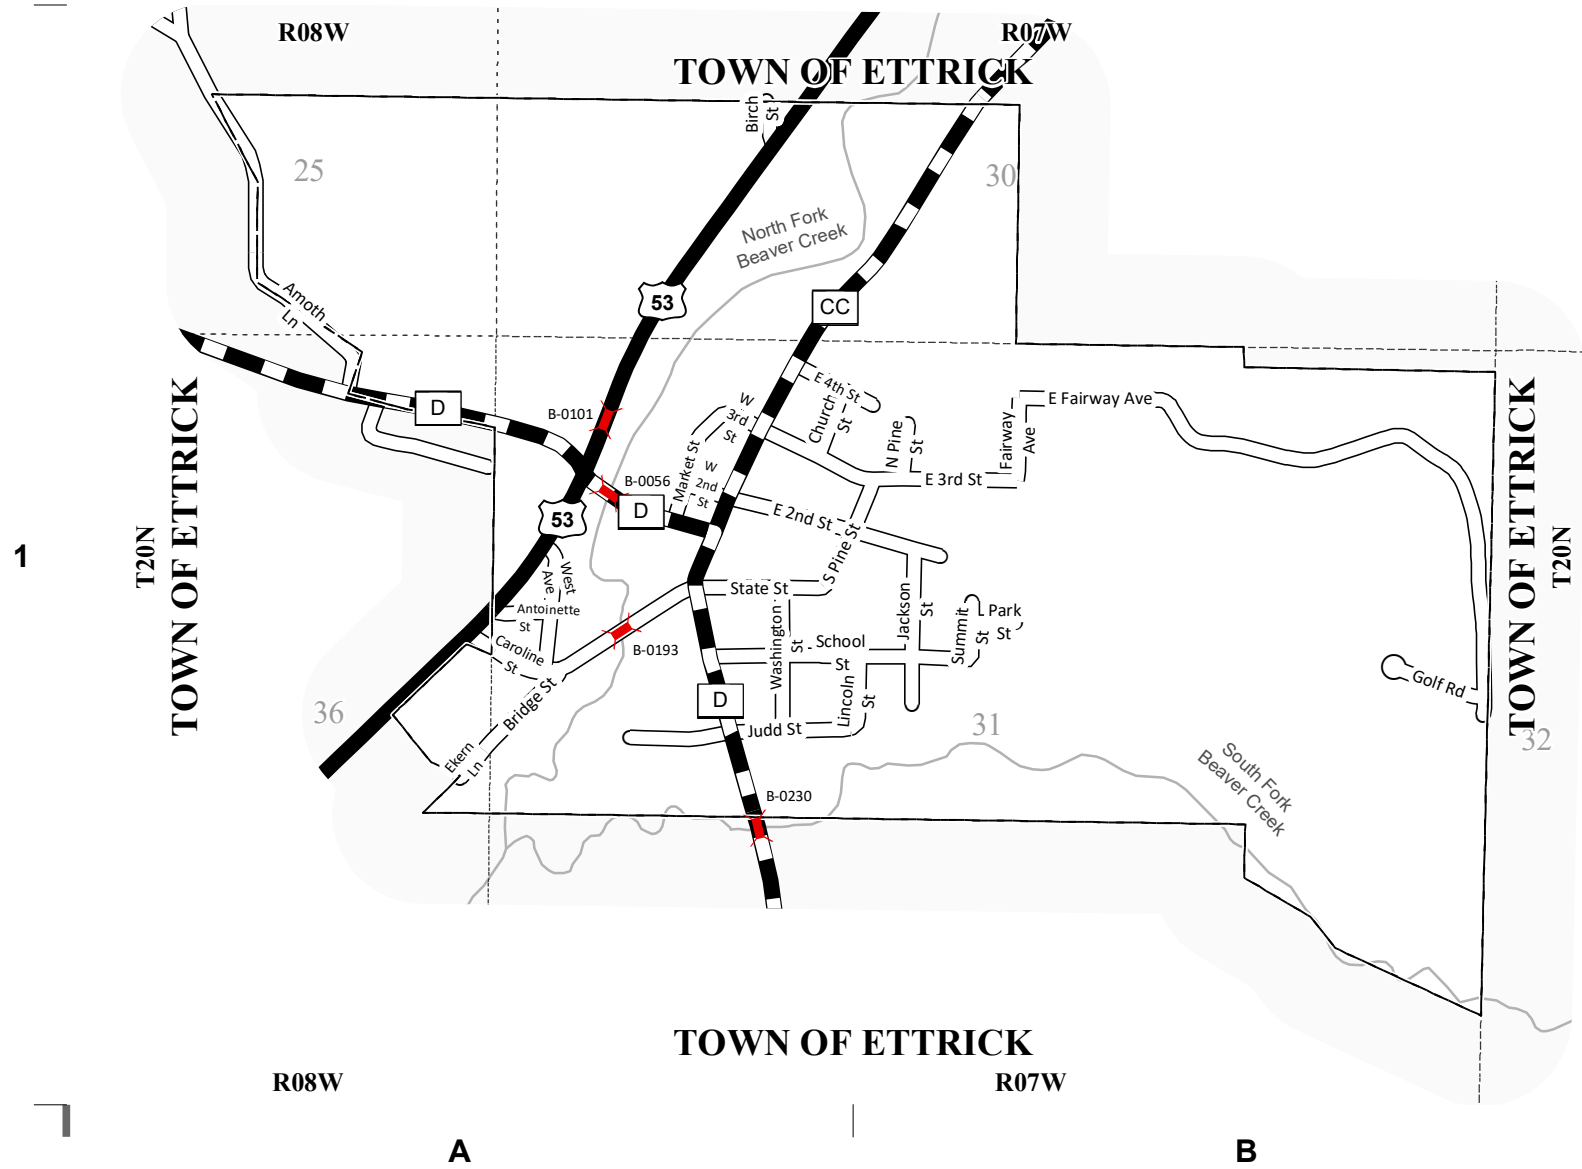 R08W
R07W
TOWN OF ETTRICK
Birch
St
25
30
North Fork
Beaver Creek
53
CC
Amoth
Ln
D
B-0101
W
3rd
St
E 4th St
Church
St
N Pine
St
Fairway
Ave
E Fairway Ave
E 3rd St
Market St
W
2nd
St
B-0056
D
E 2nd St
53
S Pine St
TOWN OF ETTRICK
T20N
1
TOWN OF ETTRICK
T20N
West
Ave
State St
Antoinette
St
Washington
St
Jackson
St
Summit
St
Park
St
Caroline
St
B-0193
School
St
Lincoln
St
Bridge St
D
Judd St
Golf Rd
36
31
32
Ekern
Ln
B-0230
South Fork
Beaver Creek
TOWN OF ETTRICK
R08W
R07W
A
B